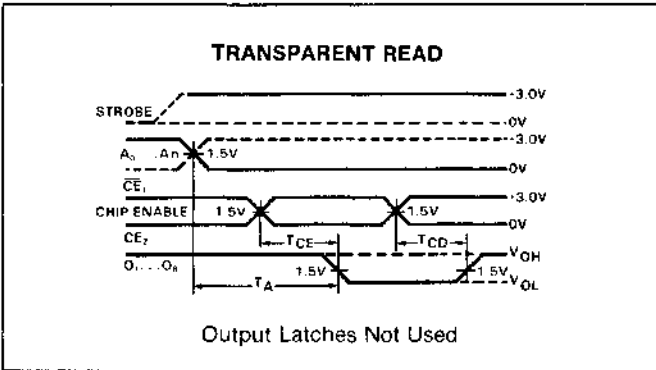 TRANSPARENT READ
STROBE
3.0V
0V
A₀ . . An
1.5V
3.0V
0V
CE₁
CHIP ENABLE
1.5V
1.5V
3.0V
0V
CE₂
TCE
TCD
O₁....O₈
1.5V
1.5V
VOH
VOL
TA
Output Latches Not Used